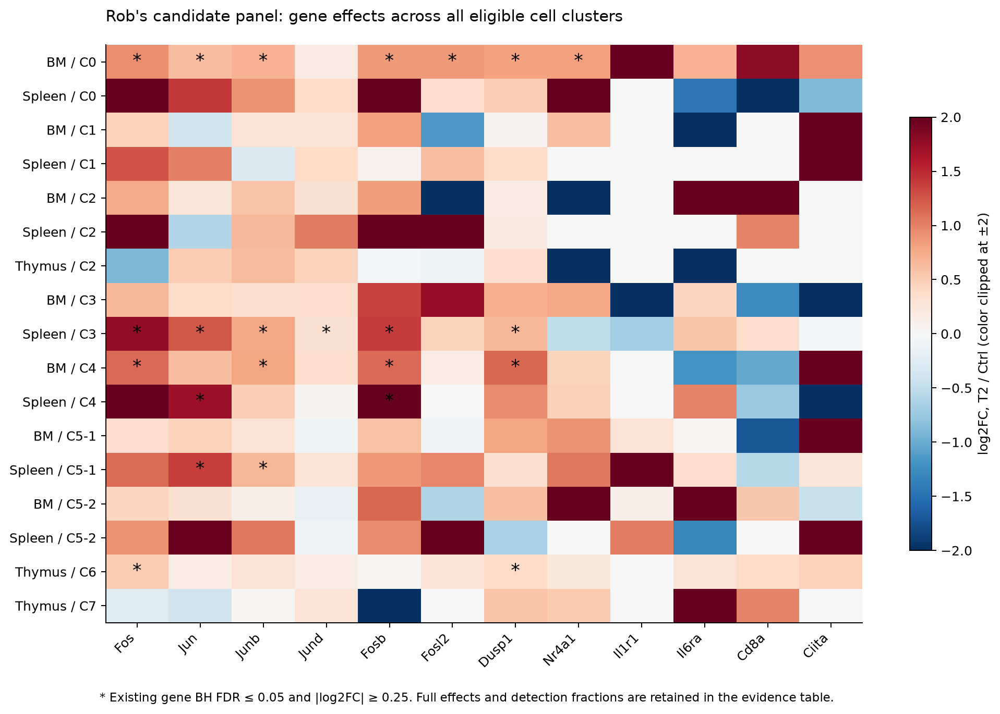 Rob's candidate panel: gene effects across all eligible cell clusters
BM / C0
* * * * * * *
Spleen / C0
BM / C1
Spleen / C1
BM / C2
Spleen / C2
Thymus / C2
BM / C3
Spleen / C3
* * * * * *
BM / C4
* * * *
Spleen / C4
* *
BM / C5-1
Spleen / C5-1
* *
BM / C5-2
Spleen / C5-2
Thymus / C6
* *
Thymus / C7
Fos
Jun
Junb
Jund
Fosb
Fosl2
Dusp1
Nr4a1
Il1r1
Il6ra
Cd8a
Ciita
2.0
1.5
1.0
0.5
0.0
−0.5
−1.0
−1.5
−2.0
log2FC, T2 / Ctrl (color clipped at ±2)
* Existing gene BH FDR ≤ 0.05 and |log2FC| ≥ 0.25. Full effects and detection fractions are retained in the evidence table.